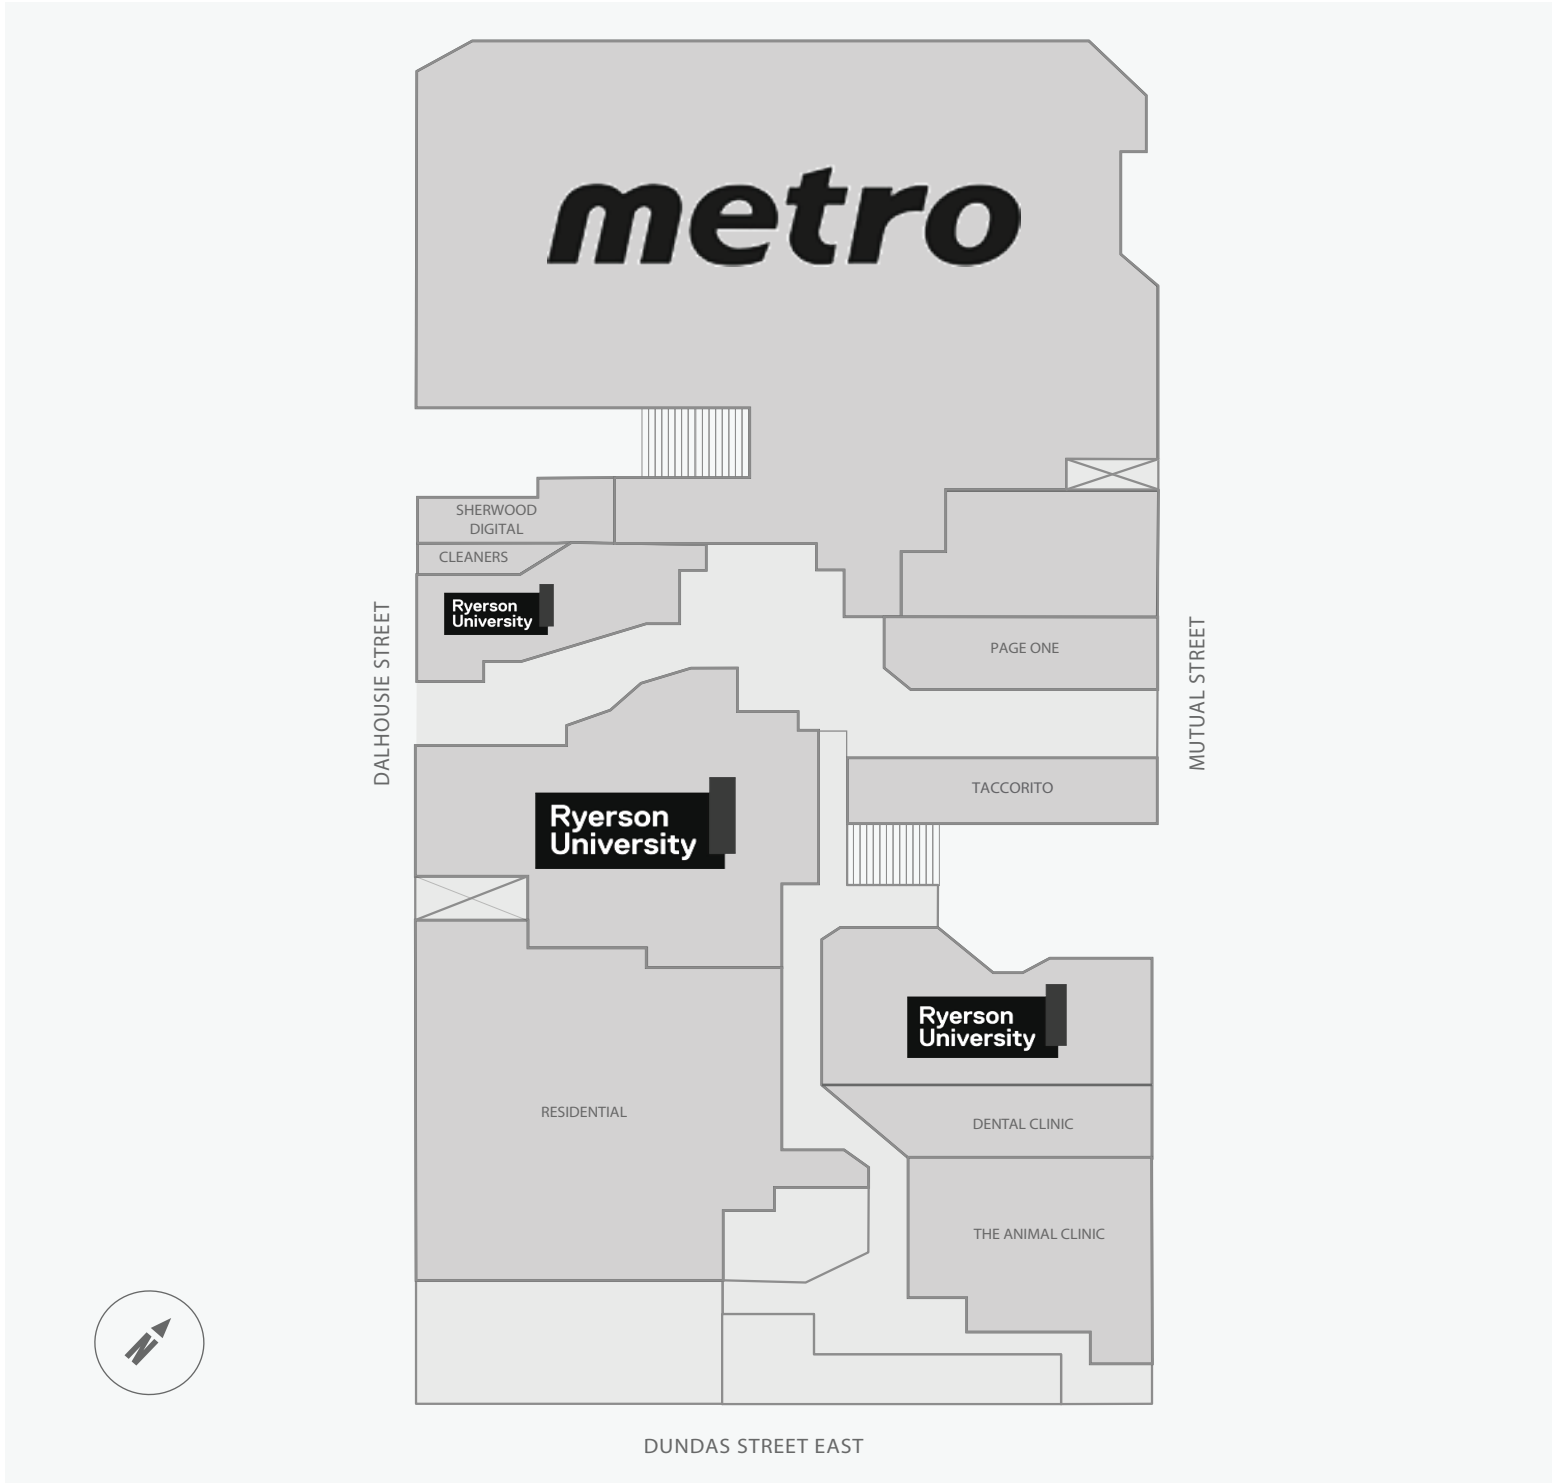 metro
SHERWOOD
DIGITAL
CLEANERS
Ryerson
University
DALHOUSIE STREET
PAGE ONE
MUTUAL STREET
TACCORITO
Ryerson
University
Ryerson
University
RESIDENTIAL
DENTAL CLINIC
THE ANIMAL CLINIC
N
DUNDAS STREET EAST